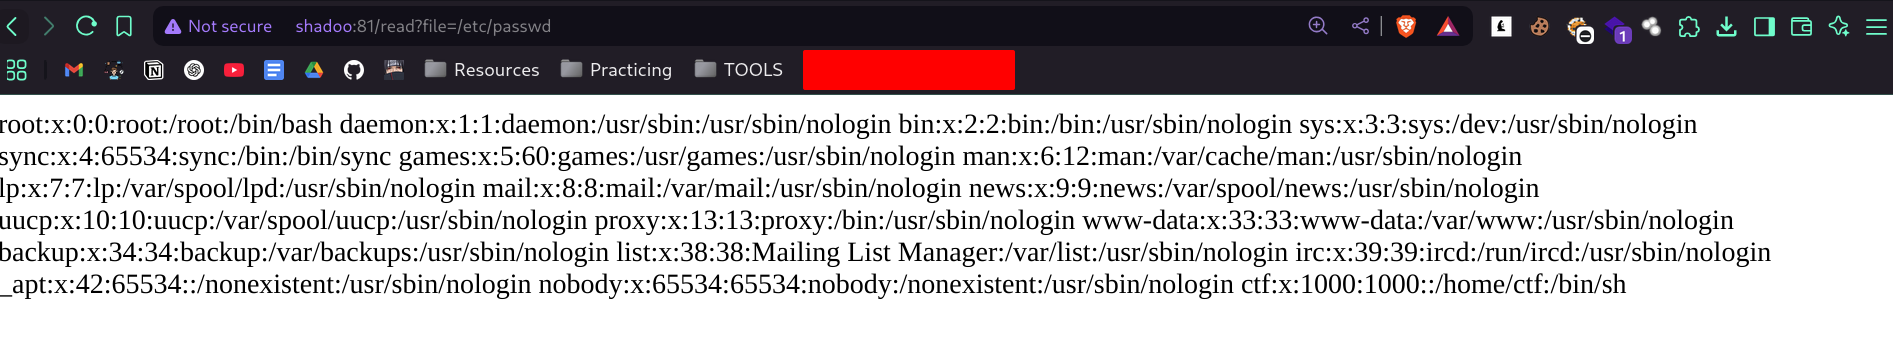 Not secure shadoo:81/read?file=/etc/passwd
1
Resources Practicing TOOLS
root:x:0:0:root:/root:/bin/bash daemon:x:1:1:daemon:/usr/sbin:/usr/sbin/nologin bin:x:2:2:bin:/bin:/usr/sbin/nologin sys:x:3:3:sys:/dev:/usr/sbin/nologin
sync:x:4:65534:sync:/bin:/bin/sync games:x:5:60:games:/usr/games:/usr/sbin/nologin man:x:6:12:man:/var/cache/man:/usr/sbin/nologin
lp:x:7:7:lp:/var/spool/lpd:/usr/sbin/nologin mail:x:8:8:mail:/var/mail:/usr/sbin/nologin news:x:9:9:news:/var/spool/news:/usr/sbin/nologin
uucp:x:10:10:uucp:/var/spool/uucp:/usr/sbin/nologin proxy:x:13:13:proxy:/bin:/usr/sbin/nologin www-data:x:33:33:www-data:/var/www:/usr/sbin/nologin
backup:x:34:34:backup:/var/backups:/usr/sbin/nologin list:x:38:38:Mailing List Manager:/var/list:/usr/sbin/nologin irc:x:39:39:ircd:/run/ircd:/usr/sbin/nologin
_apt:x:42:65534::/nonexistent:/usr/sbin/nologin nobody:x:65534:65534:nobody:/nonexistent:/usr/sbin/nologin ctf:x:1000:1000::/home/ctf:/bin/sh